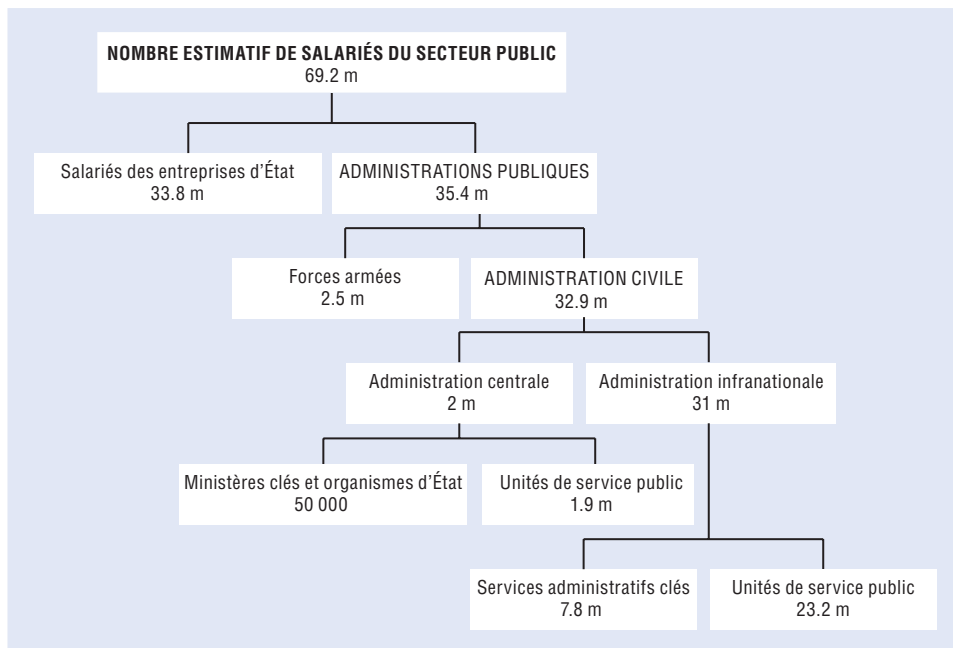 NOMBRE ESTIMATIF DE SALARIÉS DU SECTEUR PUBLIC
69.2 m
Salariés des entreprises d'État
33.8 m
ADMINISTRATIONS PUBLIQUES
35.4 m
Forces armées
2.5 m
ADMINISTRATION CIVILE
32.9 m
Administration centrale
2 m
Administration infranationale
31 m
Ministères clés et organismes d'État
50 000
Unités de service public
1.9 m
Services administratifs clés
7.8 m
Unités de service public
23.2 m